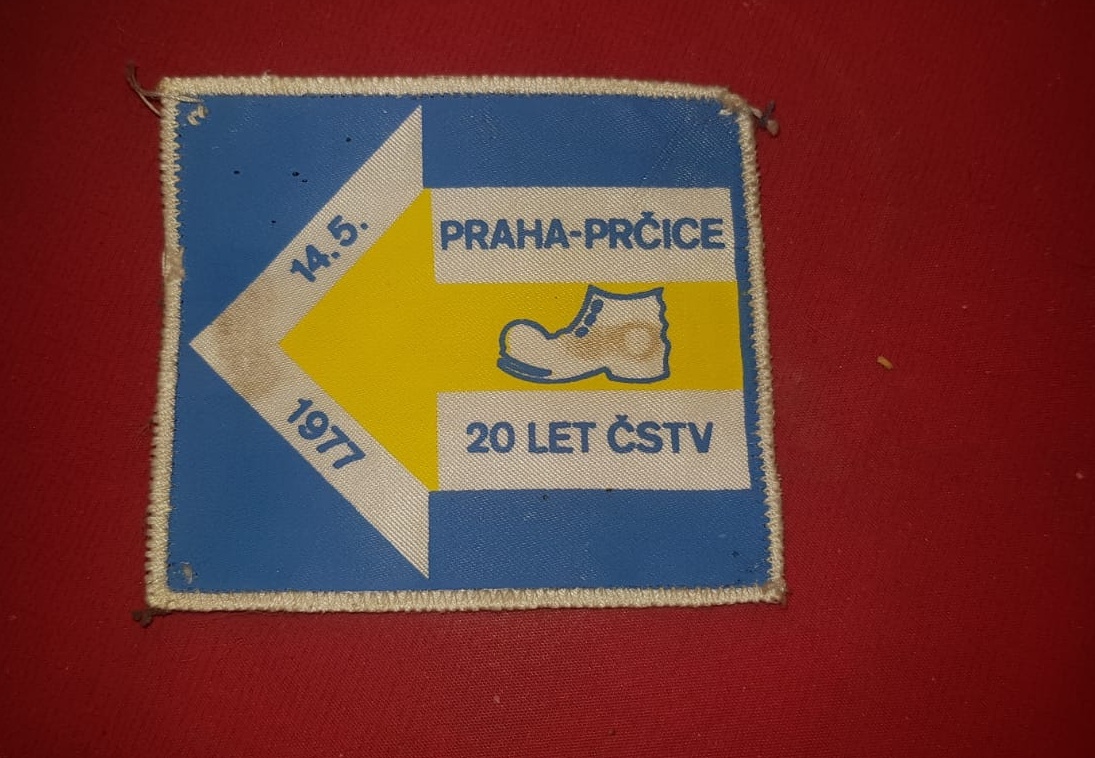 PRAHA-PRČICE
14.5.
1977
20 LET ČSTV